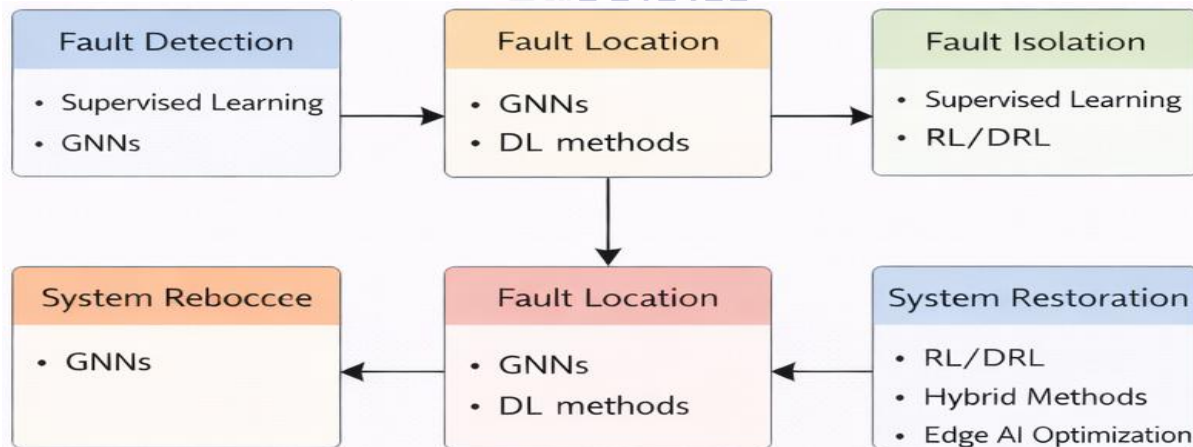 Fault Detection
• Supervised Learning
• GNNs
Fault Location
• GNNs
• DL methods
Fault Isolation
• Supervised Learning
• RL/DRL
System Reboccee
• GNNs
Fault Location
• GNNs
• DL methods
System Restoration
• RL/DRL
• Hybrid Methods
• Edge AI Optimization